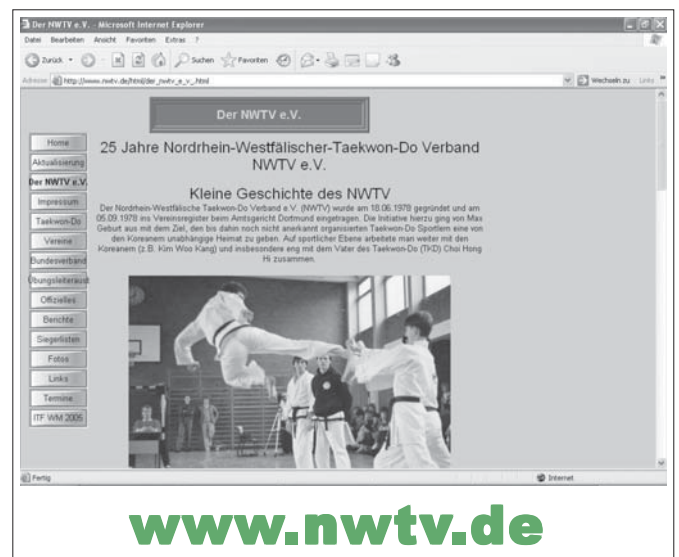 Der NWTV e.V. - Microsoft Internet Explorer
Datei Bearbeiten Ansicht Favoriten Extras ?
Zurück Suchen Favoriten
Adresse http://www.nwtv.de/html/der_nwtv_e_v_.html Wechseln zu Links
Der NWTV e.V.
Home
Aktualisierung
Der NWTV e.V.
Impressum
Taekwon-Do
Vereine
Bundesverband
Übungsleiterausb
Offizielles
Berichte
Siegerlisten
Fotos
Links
Termine
ITF WM 2005
25 Jahre Nordrhein-Westfälischer-Taekwon-Do Verband
NWTV e.V.
Kleine Geschichte des NWTV
Der Nordrhein-Westfälische Taekwon-Do Verband e.V. (NWTV) wurde am 18.06.1978 gegründet und am
05.09.1978 ins Vereinsregister beim Amtsgericht Dortmund eingetragen. Die Initiative hierzu ging von Max
Geburt aus mit dem Ziel, den bis dahin noch nicht anerkannt organisierten Taekwon-Do Sportlern eine von
den Koreanern unabhängige Heimat zu geben. Auf sportlicher Ebene arbeitete man weiter mit den
Koreanern (z.B. Kim Woo Kang) und insbesondere eng mit dem Vater des Taekwon-Do (TKD) Choi Hong
Hi zusammen.
Fertig Internet
www.nwtv.de